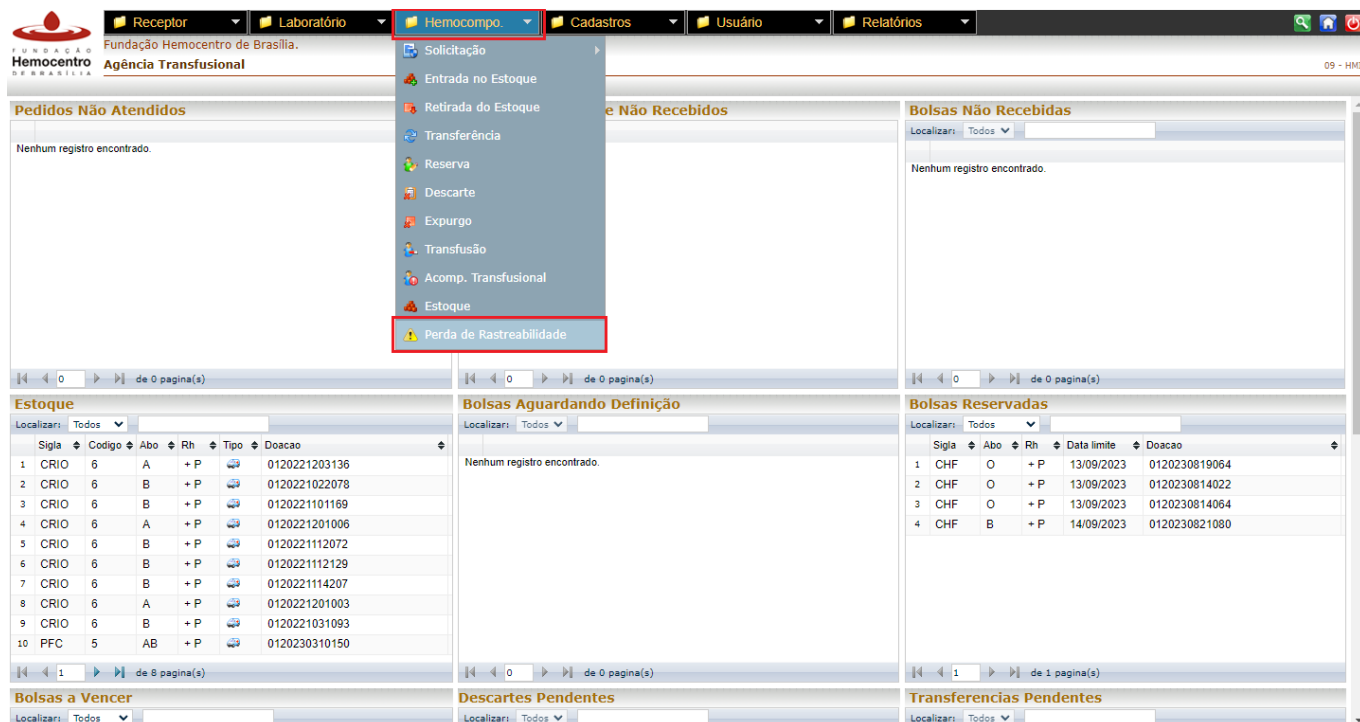 Receptor Laboratório Hemocompo. Cadastros Usuário Relatórios
FUNDAÇÃO
Hemocentro
DE BRASÍLIA
Fundação Hemocentro de Brasília.
Agência Transfusional
09 - HMI
Solicitação
Entrada no Estoque
Retirada do Estoque
Transferência
Reserva
Descarte
Expurgo
Transfusão
Acomp. Transfusional
Estoque
Perda de Rastreabilidade
Pedidos Não Atendidos
Nenhum registro encontrado.
0 de 0 pagina(s)
e Não Recebidos
0 de 0 pagina(s)
Bolsas Não Recebidas
Localizar: Todos
Nenhum registro encontrado.
0 de 0 pagina(s)
Estoque
Localizar: Todos
Sigla Codigo Abo Rh Tipo Doacao
1 CRIO 6 A + P 0120221203136
2 CRIO 6 B + P 0120221022078
3 CRIO 6 B + P 0120221101169
4 CRIO 6 A + P 0120221201006
5 CRIO 6 B + P 0120221112072
6 CRIO 6 B + P 0120221112129
7 CRIO 6 B + P 0120221114207
8 CRIO 6 A + P 0120221201003
9 CRIO 6 B + P 0120221031093
10 PFC 5 AB + P 0120230310150
1 de 8 pagina(s)
Bolsas Aguardando Definição
Localizar: Todos
Nenhum registro encontrado.
0 de 0 pagina(s)
Bolsas Reservadas
Localizar: Todos
Sigla Abo Rh Data limite Doacao
1 CHF O + P 13/09/2023 0120230819064
2 CHF O + P 13/09/2023 0120230814022
3 CHF O + P 13/09/2023 0120230814064
4 CHF B + P 14/09/2023 0120230821080
1 de 1 pagina(s)
Bolsas a Vencer
Localizar: Todos
Descartes Pendentes
Localizar: Todos
Transferencias Pendentes
Localizar: Todos